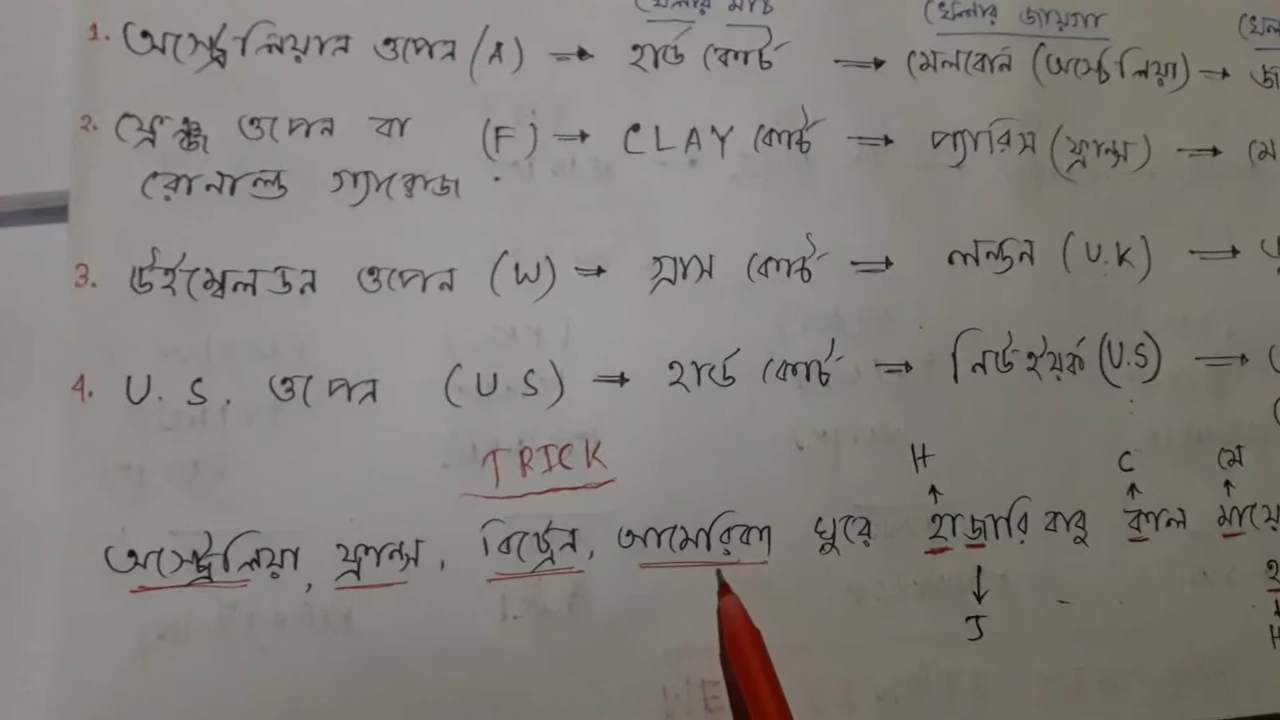 খেলার মাঠ খেলার জায়গা
1. অস্ট্রেলিয়ান ওপেন (A) → হার্ড কোর্ট → মেলবোর্ন (অস্ট্রেলিয়া) →
2. ফ্রেঞ্চ ওপেন বা (F) → CLAY কোর্ট → প্যারিস (ফ্রান্স) → মে
রোনাল্ড গ্যারোজ
3. উইম্বেলডন ওপেন (W) → গ্রাস কোর্ট → লন্ডন (U.K) →
4. U.S. ওপেন (U.S) → হার্ড কোর্ট → নিউইয়র্ক (U.S) →
TRICK
H C মে
অস্ট্রেলিয়া, ফ্রান্স, ব্রিটেন, আমেরিকা ঘুরে হাজারি বাবু কাল মায়ে
J H